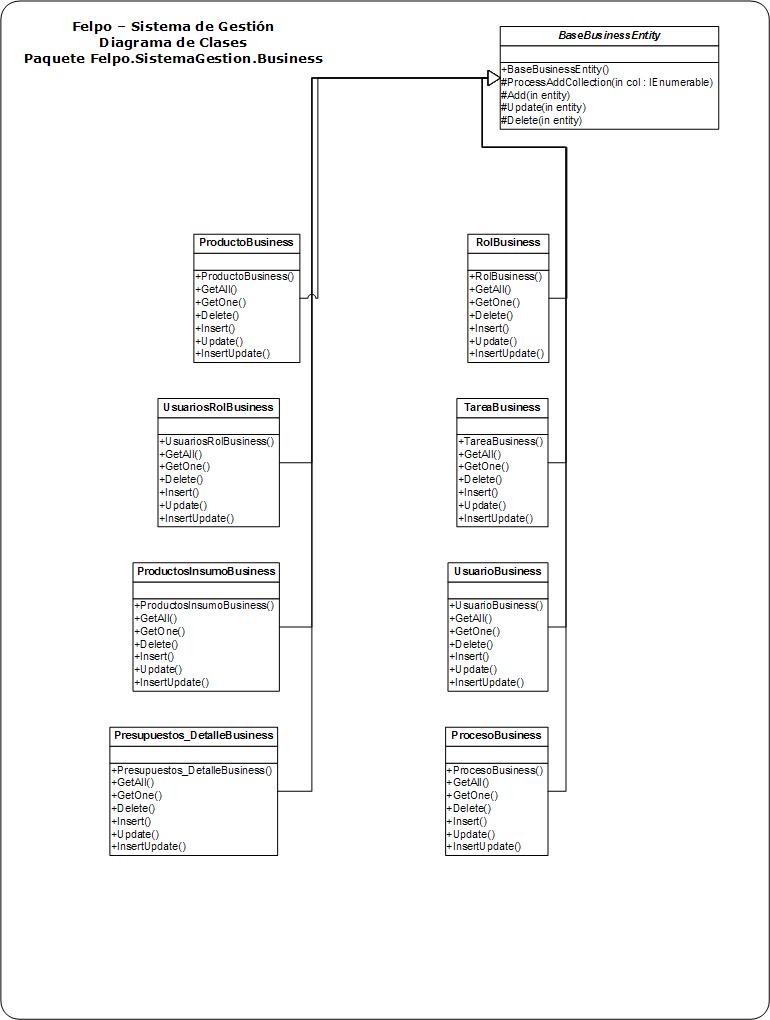 Felpo – Sistema de Gestión
Diagrama de Clases
Paquete Felpo.SistemaGestion.Business
BaseBusinessEntity
+BaseBusinessEntity()
#ProcessAddCollection(in col : IEnumerable)
#Add(in entity)
#Update(in entity)
#Delete(in entity)
ProductoBusiness
+ProductoBusiness()
+GetAll()
+GetOne()
+Delete()
+Insert()
+Update()
+InsertUpdate()
RolBusiness
+RolBusiness()
+GetAll()
+GetOne()
+Delete()
+Insert()
+Update()
+InsertUpdate()
UsuariosRolBusiness
+UsuariosRolBusiness()
+GetAll()
+GetOne()
+Delete()
+Insert()
+Update()
+InsertUpdate()
TareaBusiness
+TareaBusiness()
+GetAll()
+GetOne()
+Delete()
+Insert()
+Update()
+InsertUpdate()
ProductosInsumoBusiness
+ProductosInsumoBusiness()
+GetAll()
+GetOne()
+Delete()
+Insert()
+Update()
+InsertUpdate()
UsuarioBusiness
+UsuarioBusiness()
+GetAll()
+GetOne()
+Delete()
+Insert()
+Update()
+InsertUpdate()
Presupuestos_DetalleBusiness
+Presupuestos_DetalleBusiness()
+GetAll()
+GetOne()
+Delete()
+Insert()
+Update()
+InsertUpdate()
ProcesoBusiness
+ProcesoBusiness()
+GetAll()
+GetOne()
+Delete()
+Insert()
+Update()
+InsertUpdate()